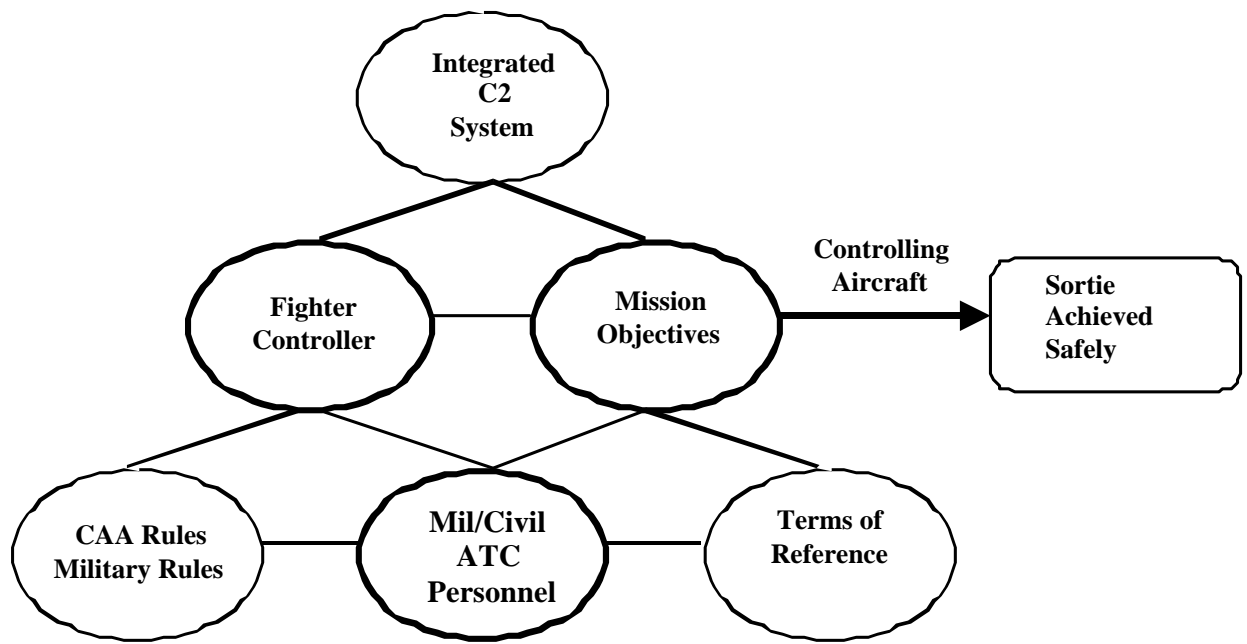 Integrated
C2
System
Fighter
Controller
Mission
Objectives
Controlling
Aircraft
Sortie
Achieved
Safely
CAA Rules
Military Rules
Mil/Civil
ATC
Personnel
Terms of
Reference